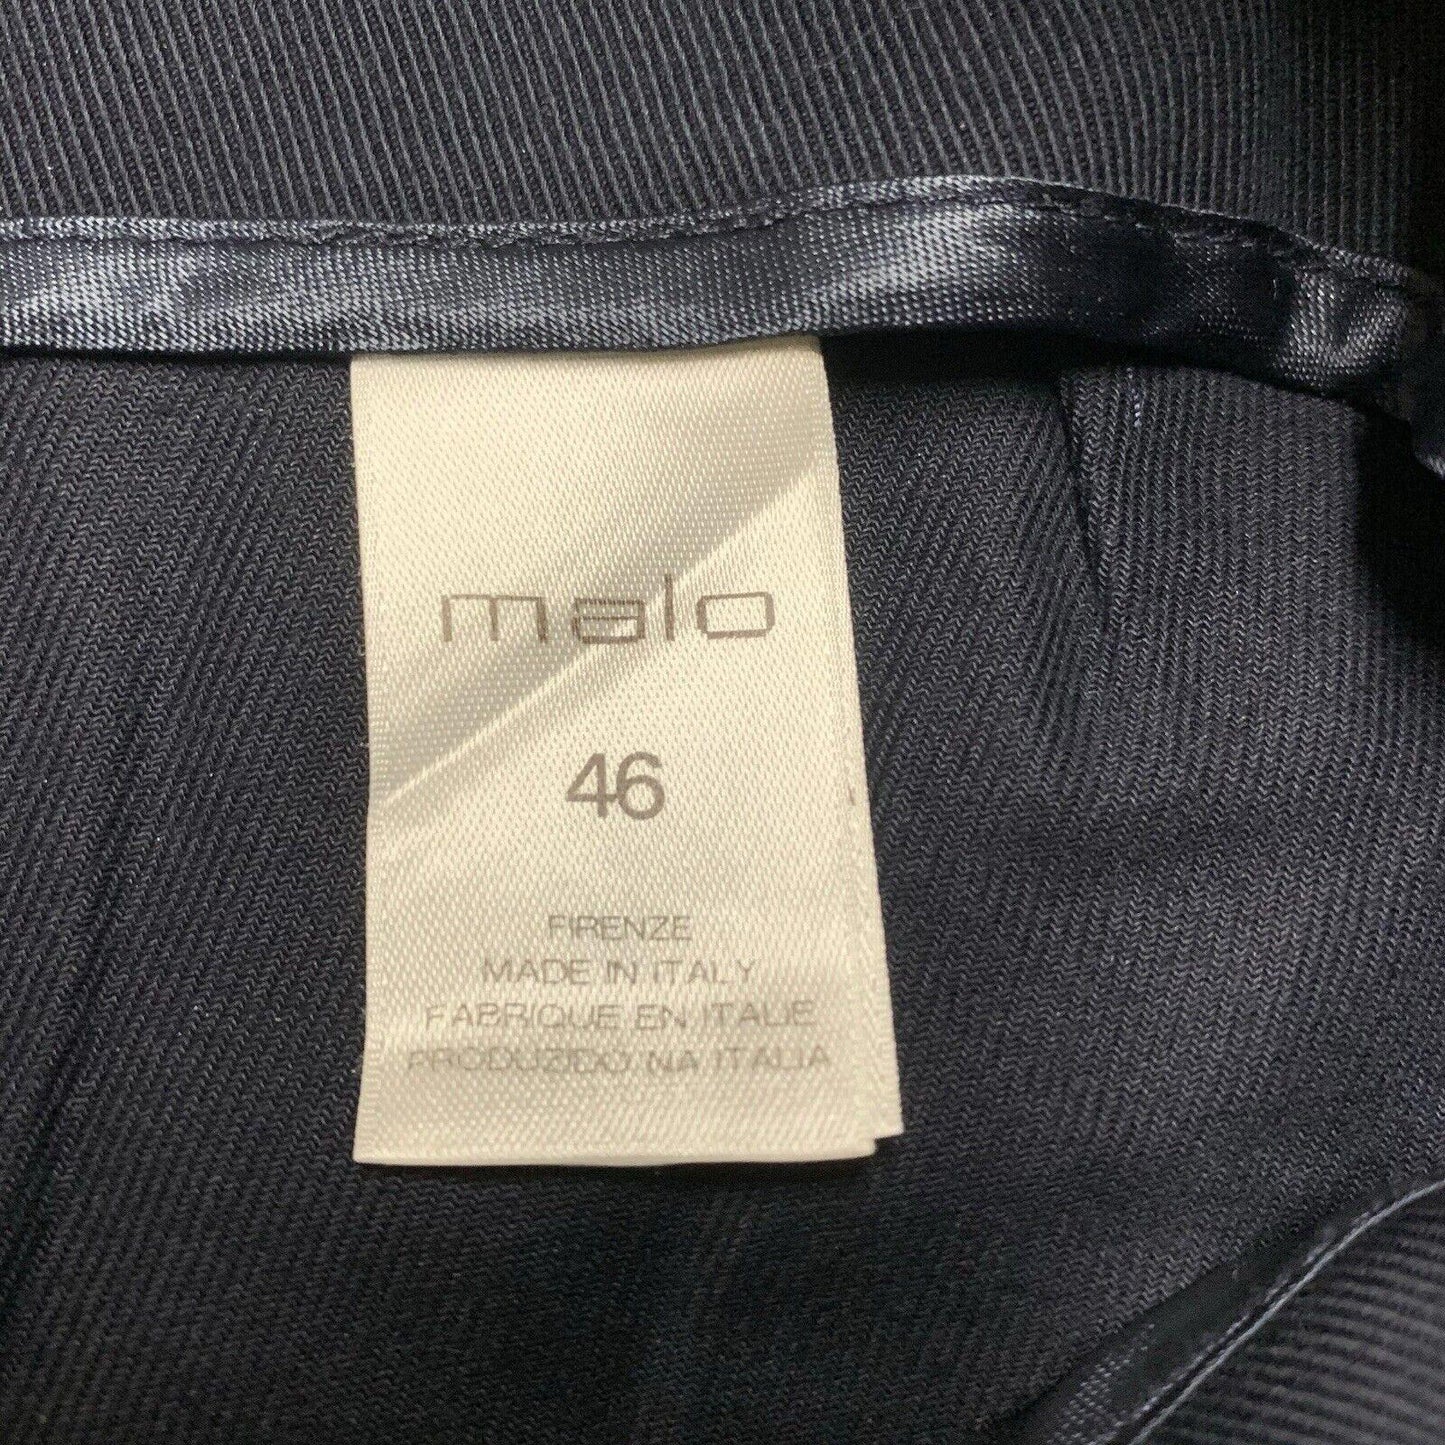 malo
46
FIRENZE
MADE IN ITALY
FABRIQUE EN ITALIE
PRODUZIDO NA ITALIA